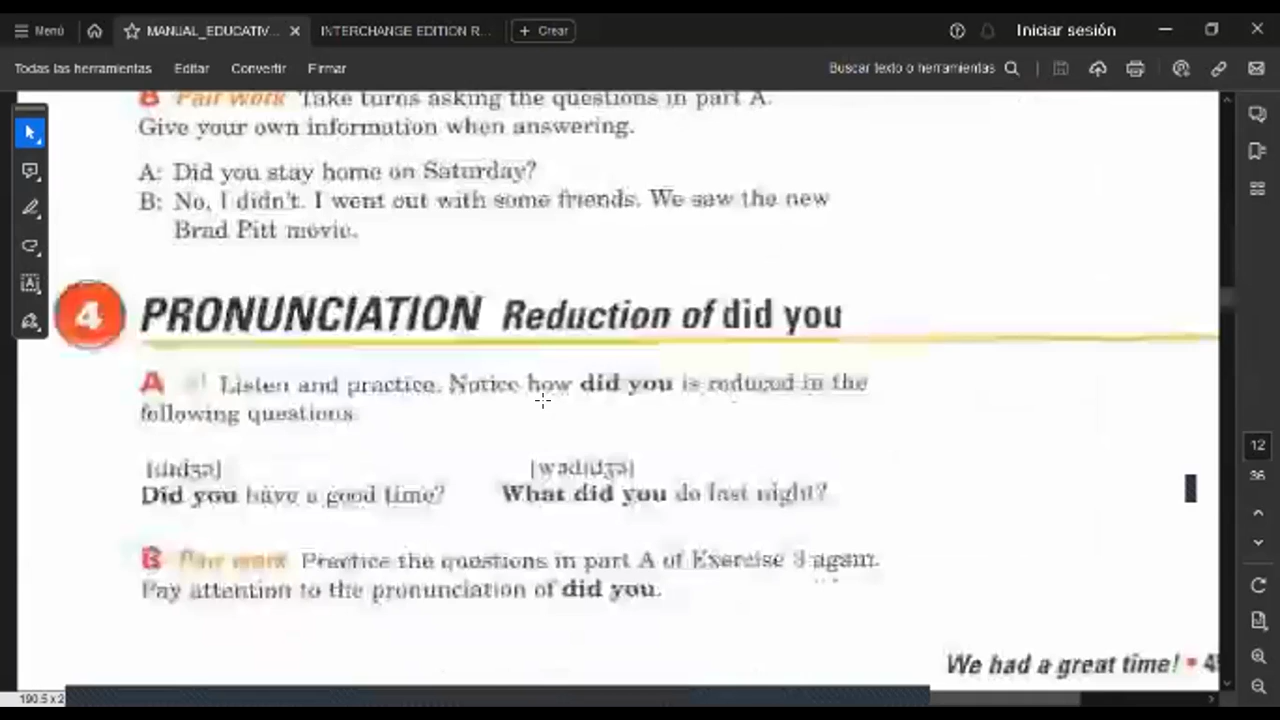 Menú
MANUAL_EDUCATIV...
INTERCHANGE EDITION R...
+ Crear
Iniciar sesión
Todas las herramientas
Editar
Convertir
Firmar
Buscar texto o herramientas
B Pair work Take turns asking the questions in part A.
Give your own information when answering.
A: Did you stay home on Saturday?
B: No, I didn't. I went out with some friends. We saw the new
Brad Pitt movie.
4 PRONUNCIATION Reduction of did you
A Listen and practice. Notice how did you is reduced in the
following questions.
[dɪdʒə] [wədɪdʒə]
Did you have a good time? What did you do last night?
B Pair work Practice the questions in part A of Exercise 3 again.
Pay attention to the pronunciation of did you.
We had a great time! •
12
36
190.5 x 2